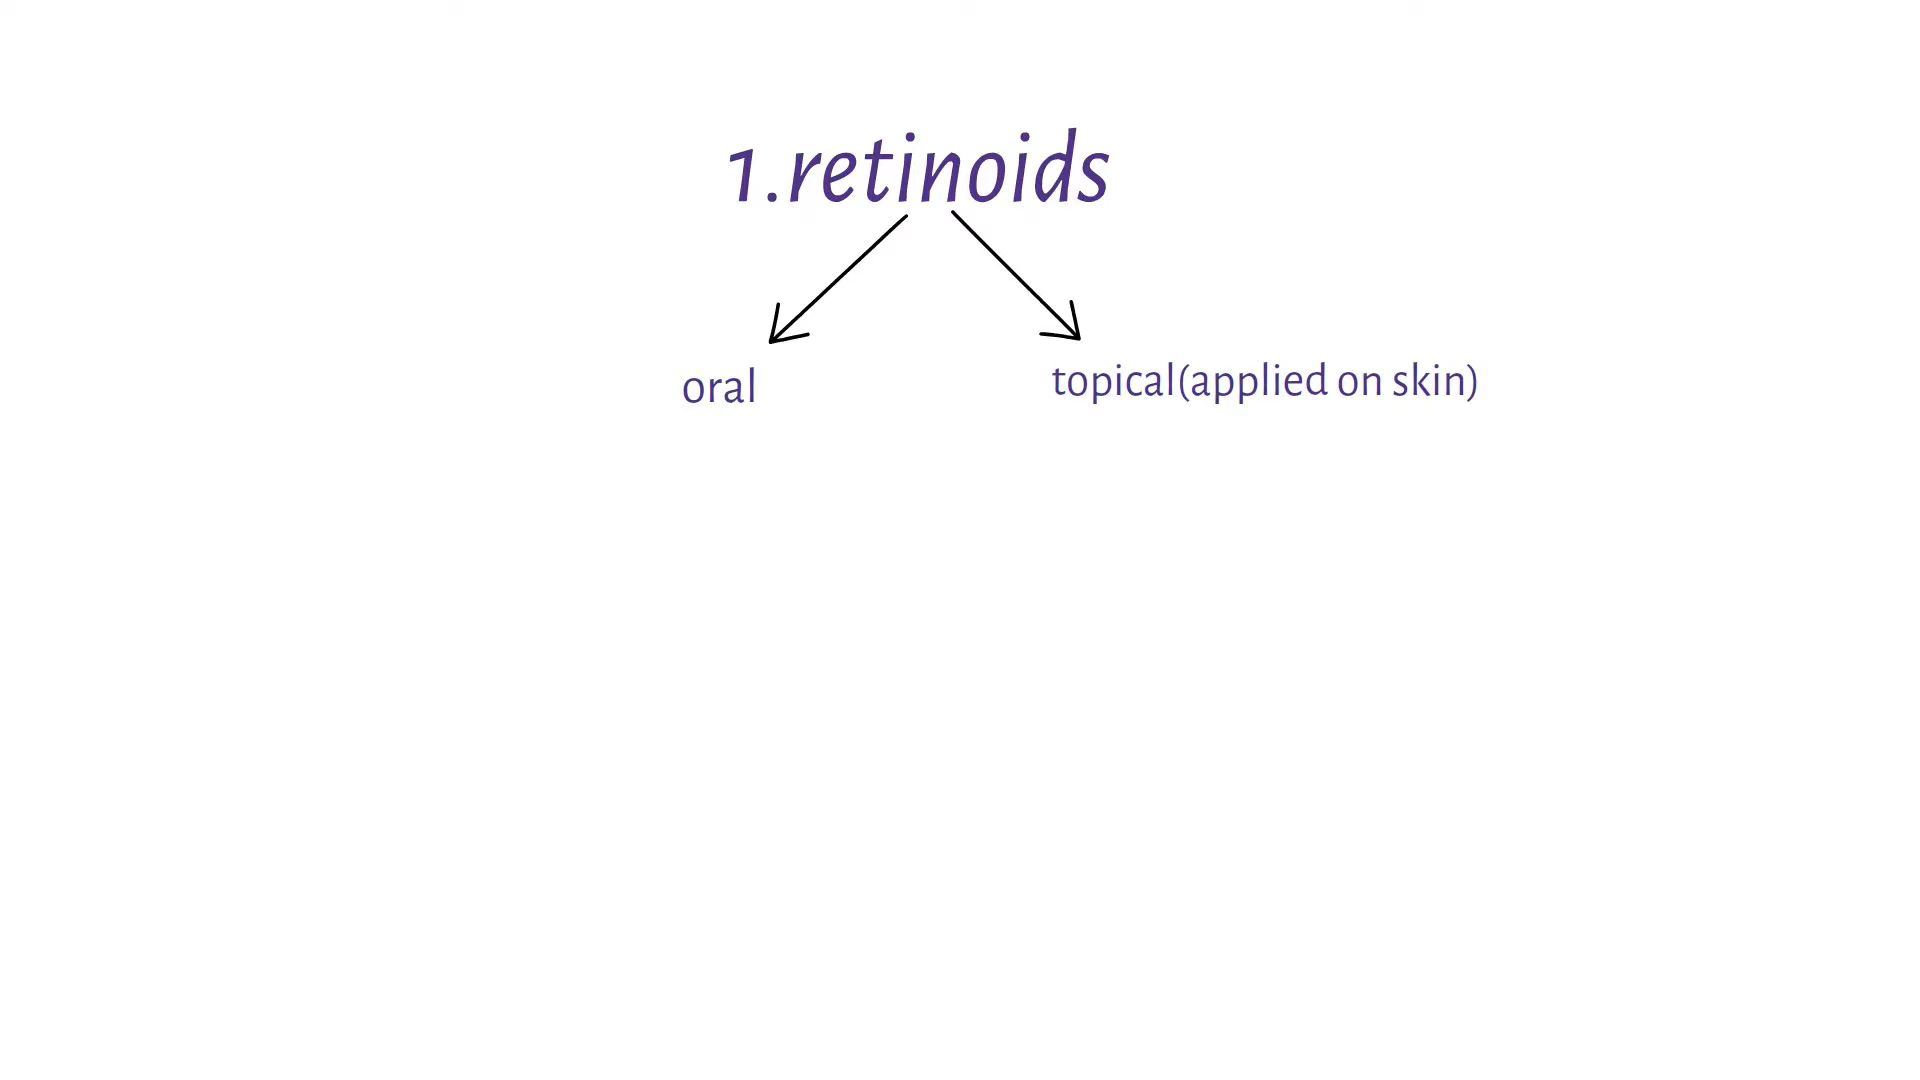 1.retinoids
oral
topical(applied on skin)